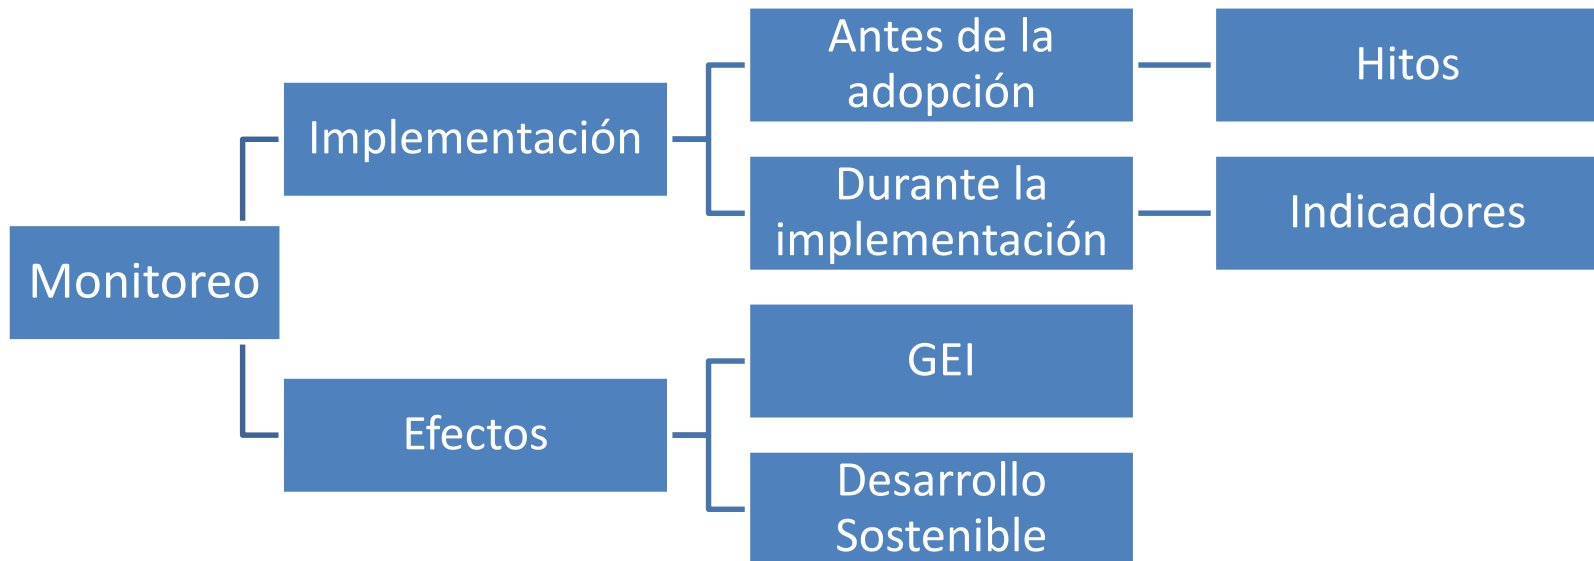 Monitoreo
Implementación
Antes de la
adopción
Hitos
Durante la
implementación
Indicadores
Efectos
GEI
Desarrollo
Sostenible